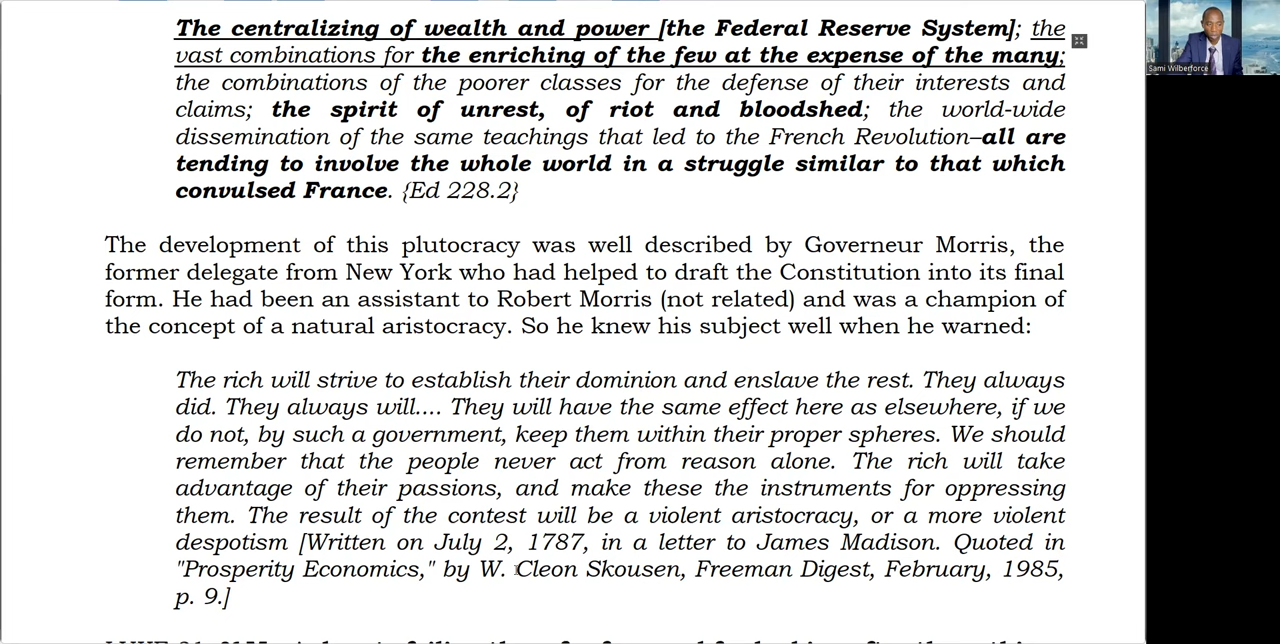 The centralizing of wealth and power [the Federal Reserve System]; the
vast combinations for the enriching of the few at the expense of the many;
the combinations of the poorer classes for the defense of their interests and
claims; the spirit of unrest, of riot and bloodshed; the world-wide
dissemination of the same teachings that led to the French Revolution–all are
tending to involve the whole world in a struggle similar to that which
convulsed France. {Ed 228.2}
The development of this plutocracy was well described by Governeur Morris, the
former delegate from New York who had helped to draft the Constitution into its final
form. He had been an assistant to Robert Morris (not related) and was a champion of
the concept of a natural aristocracy. So he knew his subject well when he warned:
The rich will strive to establish their dominion and enslave the rest. They always
did. They always will.... They will have the same effect here as elsewhere, if we
do not, by such a government, keep them within their proper spheres. We should
remember that the people never act from reason alone. The rich will take
advantage of their passions, and make these the instruments for oppressing
them. The result of the contest will be a violent aristocracy, or a more violent
despotism [Written on July 2, 1787, in a letter to James Madison. Quoted in
"Prosperity Economics," by W. Cleon Skousen, Freeman Digest, February, 1985,
p. 9.]
Sami Wilberforce